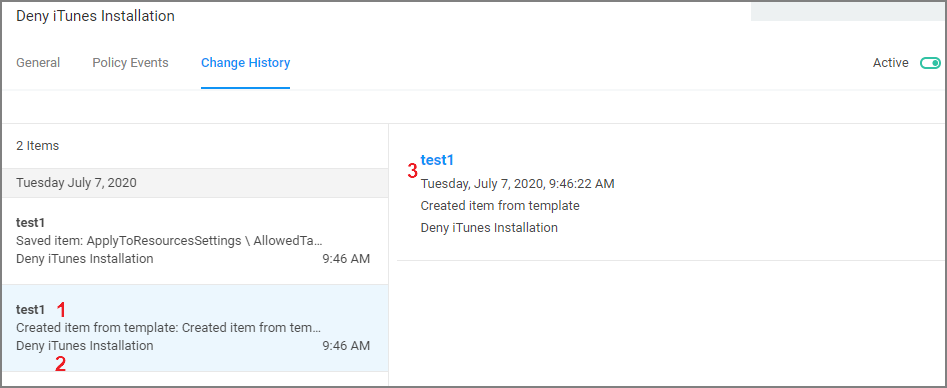 Deny iTunes Installation
General Policy Events Change History Active
2 Items
Tuesday July 7, 2020
test1
Saved item: ApplyToResourcesSettings \ AllowedTa...
Deny iTunes Installation 9:46 AM
test1 1
Created item from template: Created item from tem...
Deny iTunes Installation 9:46 AM
2
test1
3
Tuesday, July 7, 2020, 9:46:22 AM
Created item from template
Deny iTunes Installation